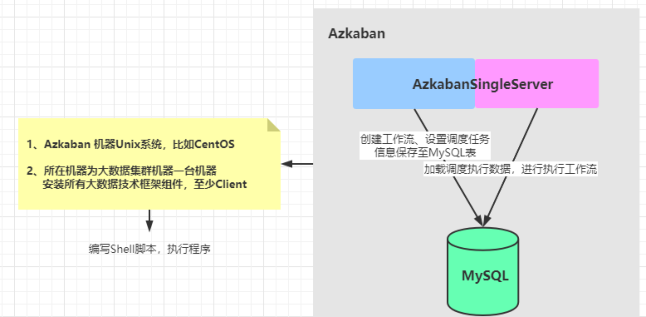 Azkaban
AzkabanSingleServer
创建工作流、设置调度任务
信息保存至MySQL表
加载调度执行数据，进行执行工作流
MySQL
1、Azkaban 机器Unix系统，比如CentOS
2、所在机器为大数据集群机器一台机器
安装所有大数据技术框架组件，至少Client
编写Shell脚本，执行程序